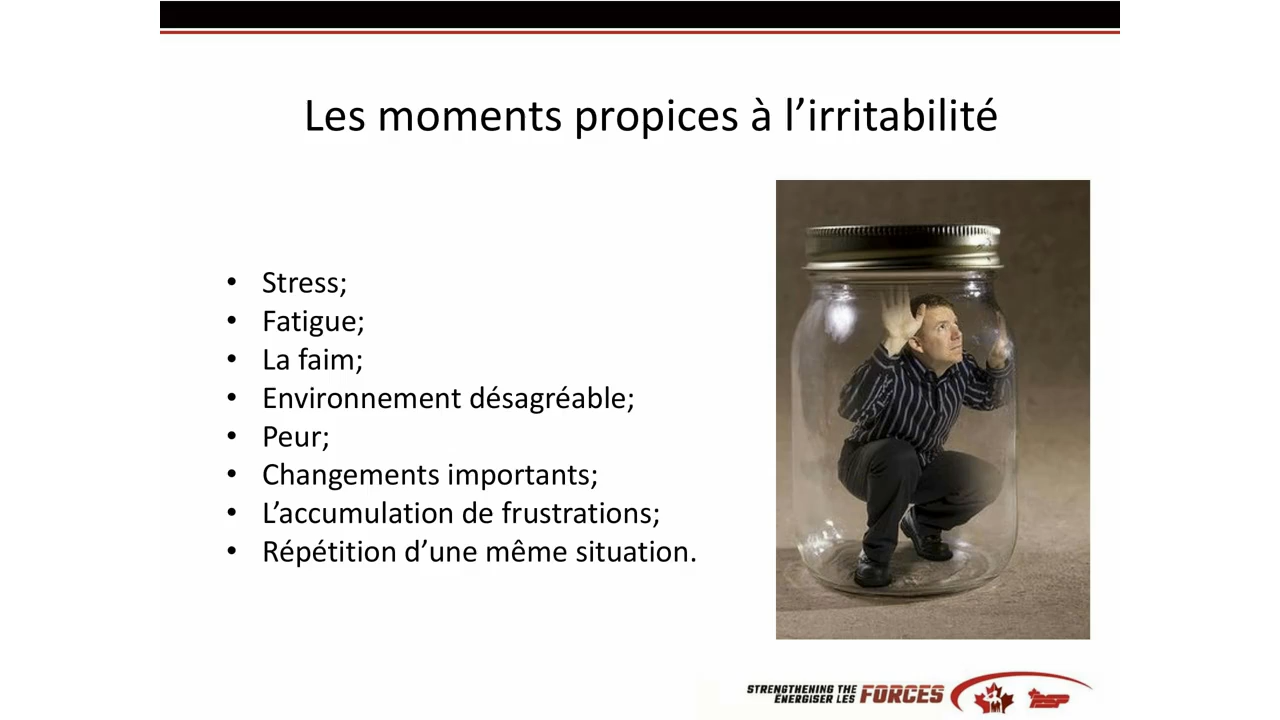 Les moments propices à l’irritabilité
• Stress;
• Fatigue;
• La faim;
• Environnement désagréable;
• Peur;
• Changements importants;
• L’accumulation de frustrations;
• Répétition d’une même situation.
STRENGTHENING THE
ÉNERGISER LES FORCES
PSP